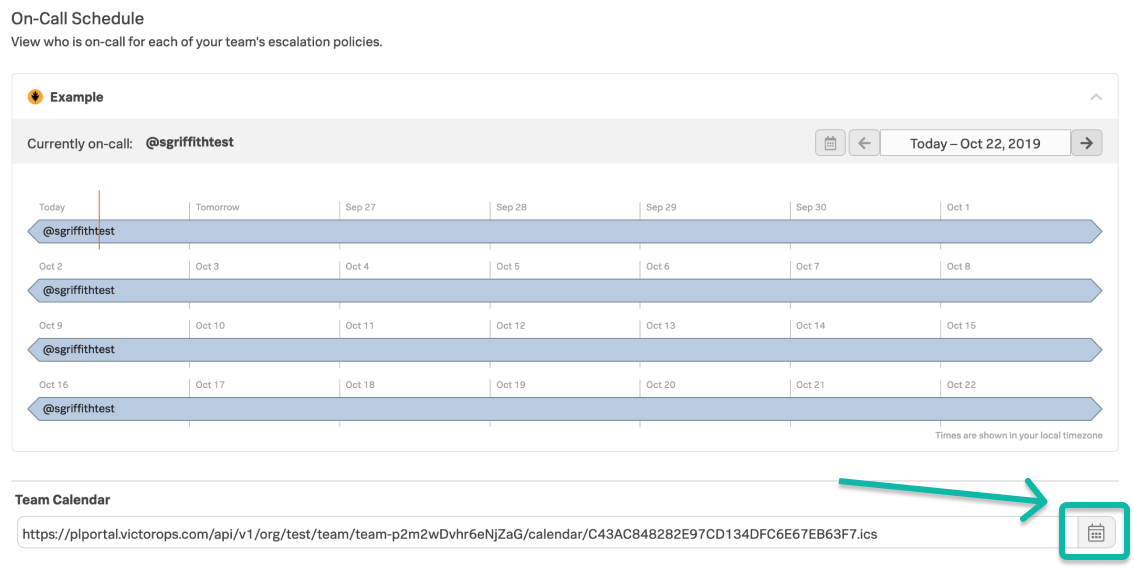 On-Call Schedule
View who is on-call for each of your team's escalation policies.
Example
Currently on-call: @sgriffithtest
Today – Oct 22, 2019
Today Tomorrow Sep 27 Sep 28 Sep 29 Sep 30 Oct 1
@sgriffithtest
Oct 2 Oct 3 Oct 4 Oct 5 Oct 6 Oct 7 Oct 8
@sgriffithtest
Oct 9 Oct 10 Oct 11 Oct 12 Oct 13 Oct 14 Oct 15
@sgriffithtest
Oct 16 Oct 17 Oct 18 Oct 19 Oct 20 Oct 21 Oct 22
@sgriffithtest
Times are shown in your local timezone
Team Calendar
https://plportal.victorops.com/api/v1/org/test/team/team-p2m2wDvhr6eNjZaG/calendar/C43AC848282E97CD134DFC6E67EB63F7.ics